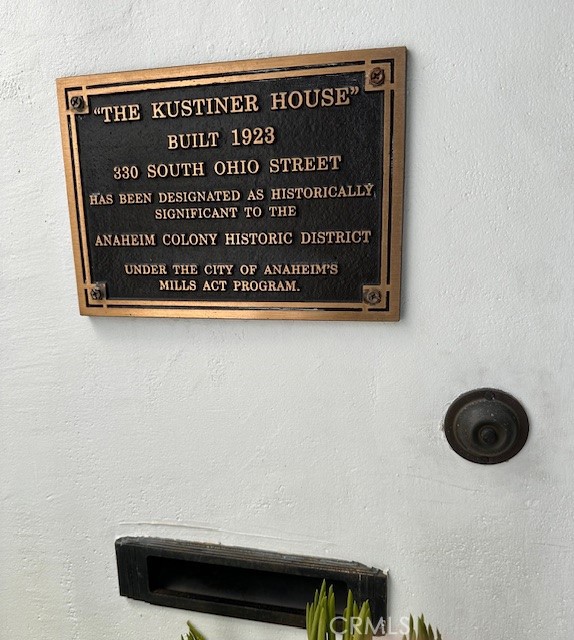 "THE KUSTINER HOUSE"
BUILT 1923
330 SOUTH OHIO STREET
HAS BEEN DESIGNATED AS HISTORICALLY
SIGNIFICANT TO THE
ANAHEIM COLONY HISTORIC DISTRICT
UNDER THE CITY OF ANAHEIM'S
MILLS ACT PROGRAM.
CRMLS